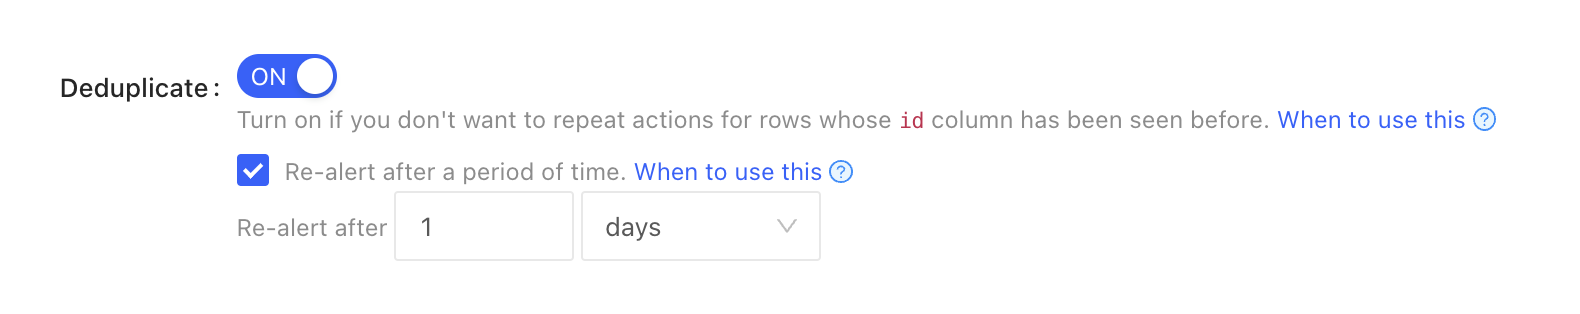 Deduplicate: ON
Turn on if you don't want to repeat actions for rows whose id column has been seen before. When to use this ?
Re-alert after a period of time. When to use this ?
Re-alert after 1 days